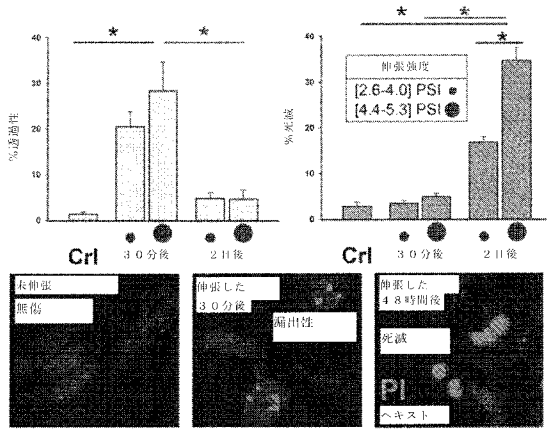 *
*
40
20
0
%透過性
Crl
30分後
2日後
*
*
*
40
30
20
10
0
%死滅
伸張強度
[2.6-4.0] PSI
[4.4-5.3] PSI
30分後
2日後
未伸張
無傷
伸張した
30分後
漏出性
伸張した
48時間後
死滅
PI
ヘキスト